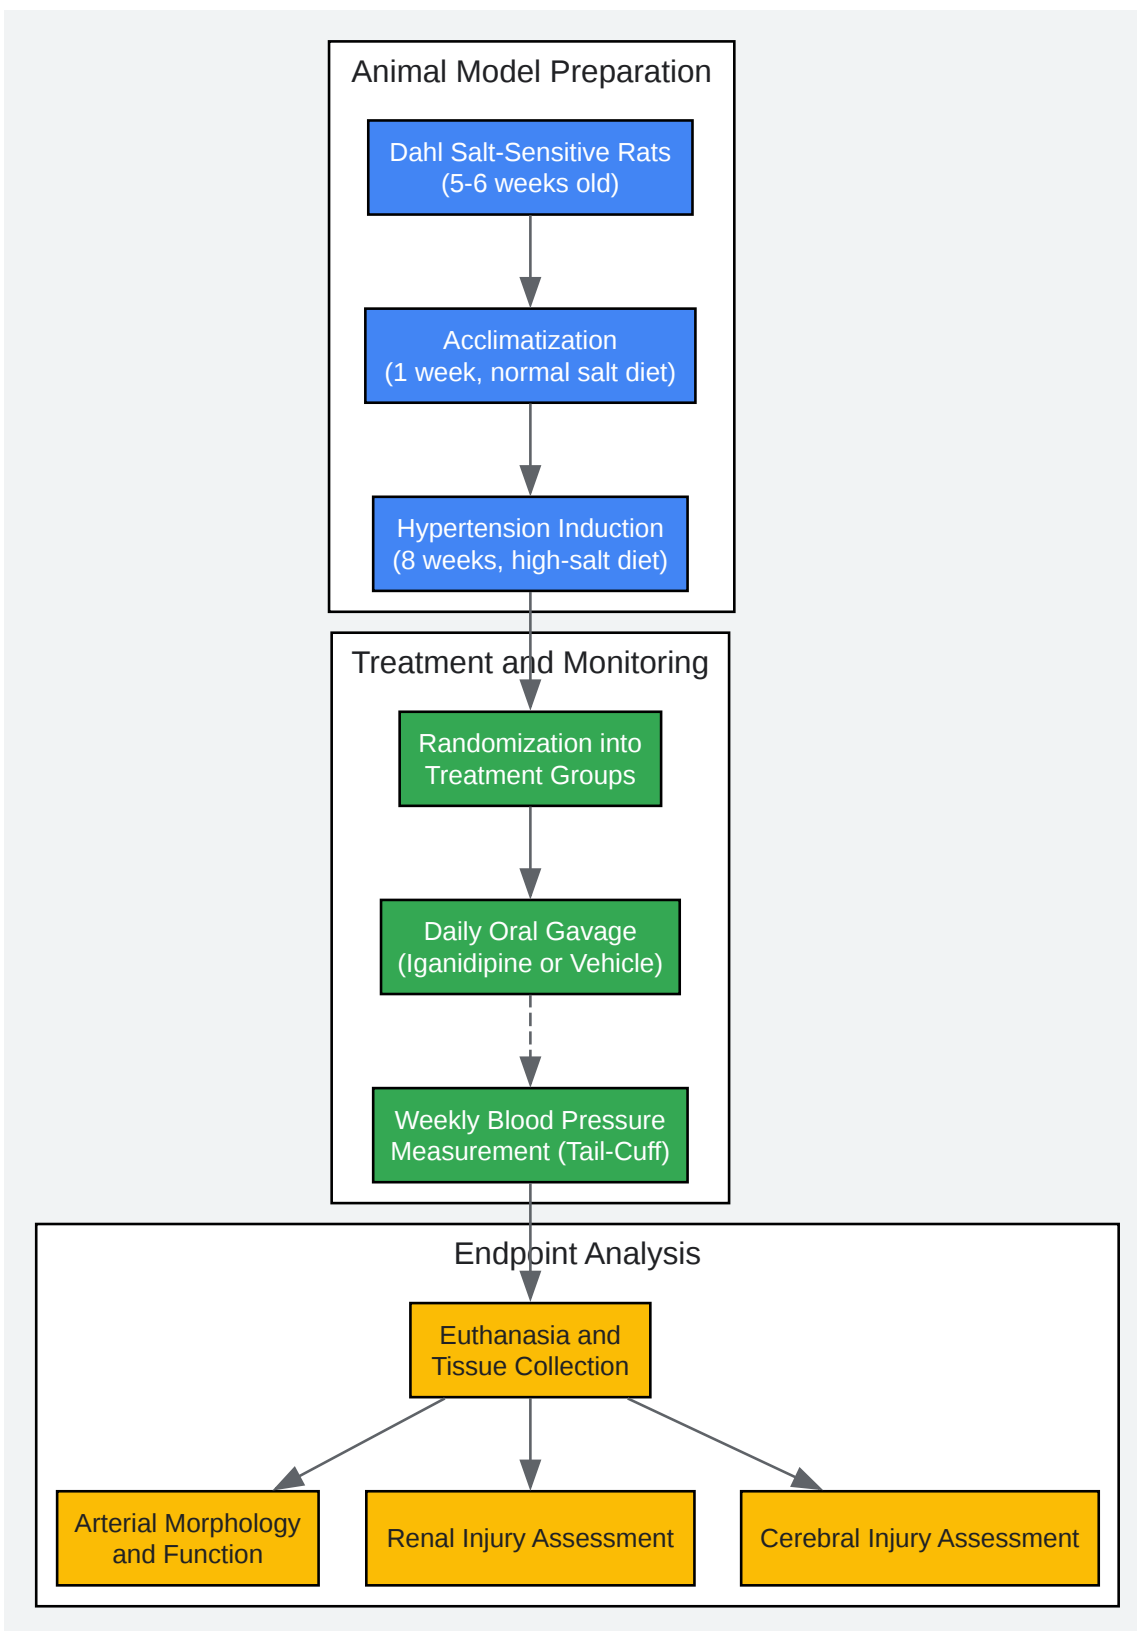 Animal Model Preparation
Dahl Salt-Sensitive Rats
(5-6 weeks old)
Acclimatization
(1 week, normal salt diet)
Hypertension Induction
(8 weeks, high-salt diet)
Treatment and Monitoring
Randomization into
Treatment Groups
Daily Oral Gavage
(Iganidipine or Vehicle)
Weekly Blood Pressure
Measurement (Tail-Cuff)
Endpoint Analysis
Euthanasia and
Tissue Collection
Arterial Morphology
and Function
Renal Injury Assessment
Cerebral Injury Assessment